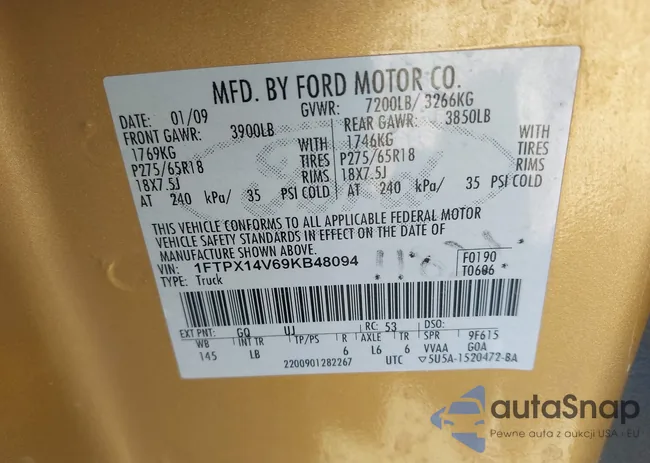 MFD. BY FORD MOTOR CO.
DATE: 01/09 GVWR: 7200LB/ 3266KG
FRONT GAWR: 3900LB REAR GAWR: 3850LB
1769KG WITH 1746KG WITH
P275/65R18 TIRES P275/65R18 TIRES
18X7.5J RIMS 18X7.5J RIMS
AT 240 kPa/ 35 PSI COLD AT 240 kPa/ 35 PSI COLD
THIS VEHICLE CONFORMS TO ALL APPLICABLE FEDERAL MOTOR
VEHICLE SAFETY STANDARDS IN EFFECT ON THE DATE OF
MANUFACTURE SHOWN ABOVE.
VIN: 1FTPX14V69KB48094 F0190
TYPE: Truck T0606
EXT PNT: GQ UJ RC: 53 DSO:
WB INT TR TP/PS R AXLE TR SPR 9F615
145 LB 6 L6 6 VVAA GOA
2200901282267 UTC ▽5U5A-1520472-BA
autaSnap
Pewne auta z aukcji USA - EU